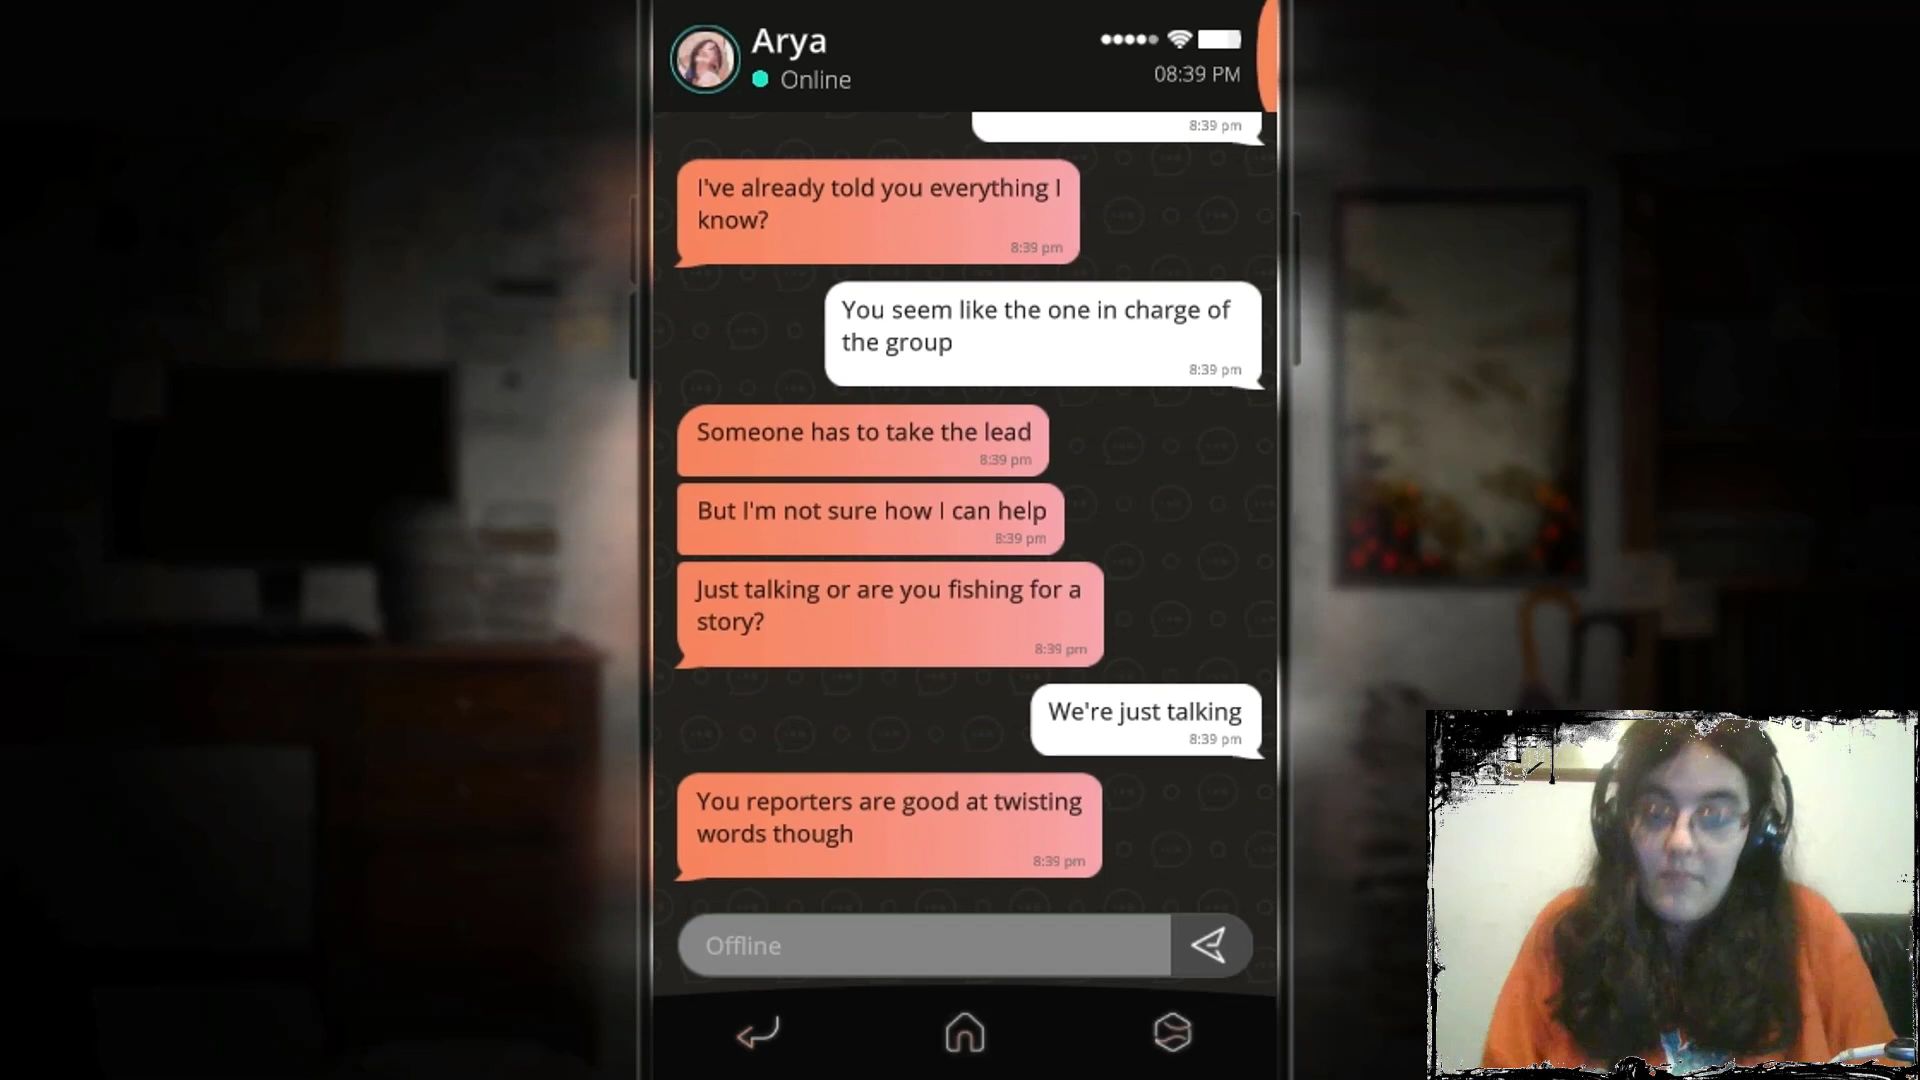 Arya
Online
08:39 PM
8:39 pm
I've already told you everything I
know?
8:39 pm
You seem like the one in charge of
the group
8:39 pm
Someone has to take the lead
8:39 pm
But I'm not sure how I can help
8:39 pm
Just talking or are you fishing for a
story?
8:39 pm
We're just talking
8:39 pm
You reporters are good at twisting
words though
8:39 pm
Offline